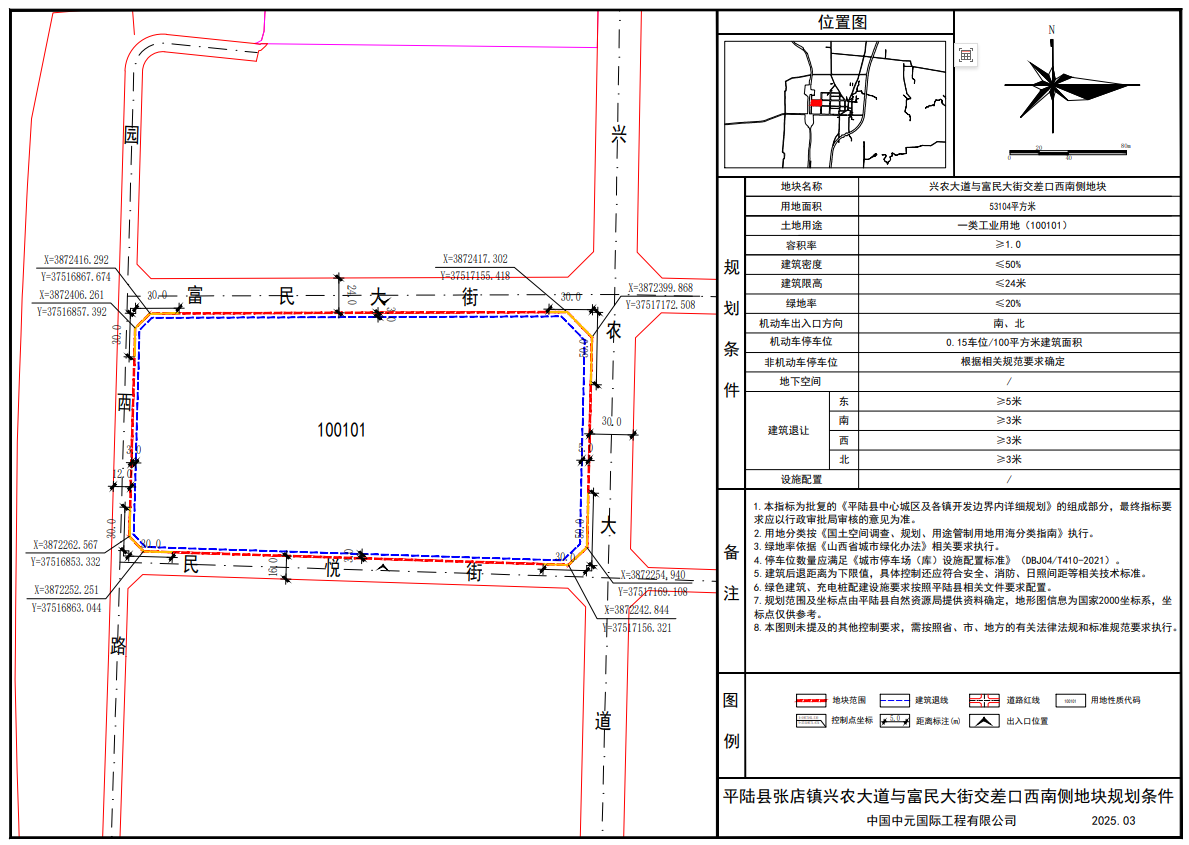 位置图
N
20
80m
0
40
园
兴
X=3872416.292
Y=37516867.674
X=3872406.261
Y=37516857.392
X=3872417.302
Y=37517155.418
X=3872399.868
Y=37517172.508
30.0
富
民
24.0
大
街
30.0
30.0
农
50.0
西
100101
30.0
12.0
30.0
30.0
大
30.0
民
16.0
悦
街
30.0
X=3872262.567
Y=37516853.332
X=3872252.251
Y=37516863.044
X=3872254.940
Y=37517169.108
X=3872242.844
Y=37517156.321
路
道
规划条件
地块名称 兴农大道与富民大街交差口西南侧地块
用地面积 53104平方米
土地用途 一类工业用地（100101）
容积率 ≥1.0
建筑密度 ≤50%
建筑限高 ≤24米
绿地率 ≤20%
机动车出入口方向 南、北
机动车停车位 0.15车位/100平方米建筑面积
非机动车停车位 根据相关规范要求确定
地下空间 /
建筑退让
东 ≥5米
南 ≥3米
西 ≥3米
北 ≥3米
设施配置 /
备注
1. 本指标为批复的《平陆县中心城区及各镇开发边界内详细规划》的组成部分，最终指标要
求应以行政审批局审核的意见为准。
2. 用地分类按《国土空间调查、规划、用途管制用地用海分类指南》执行。
3. 绿地率依据《山西省城市绿化办法》相关要求执行。
4. 停车位数量应满足《城市停车场（库）设施配置标准》（DBJ04/T410-2021）。
5. 建筑后退距离为下限值，具体控制还应符合安全、消防、日照间距等相关技术标准。
6. 绿色建筑、充电桩配建设施要求按照平陆县相关文件要求配置。
7. 规划范围及坐标点由平陆县自然资源局提供资料确定，地形图信息为国家2000坐标系，坐
标点仅供参考。
8. 本图则未提及的其他控制要求，需按照省、市、地方的有关法律法规和标准规范要求执行。
图例
地块范围
建筑退线
道路红线
100101
用地性质代码
控制点坐标
5.0
距离标注(m)
出入口位置
平陆县张店镇兴农大道与富民大街交差口西南侧地块规划条件
中国中元国际工程有限公司 2025.03